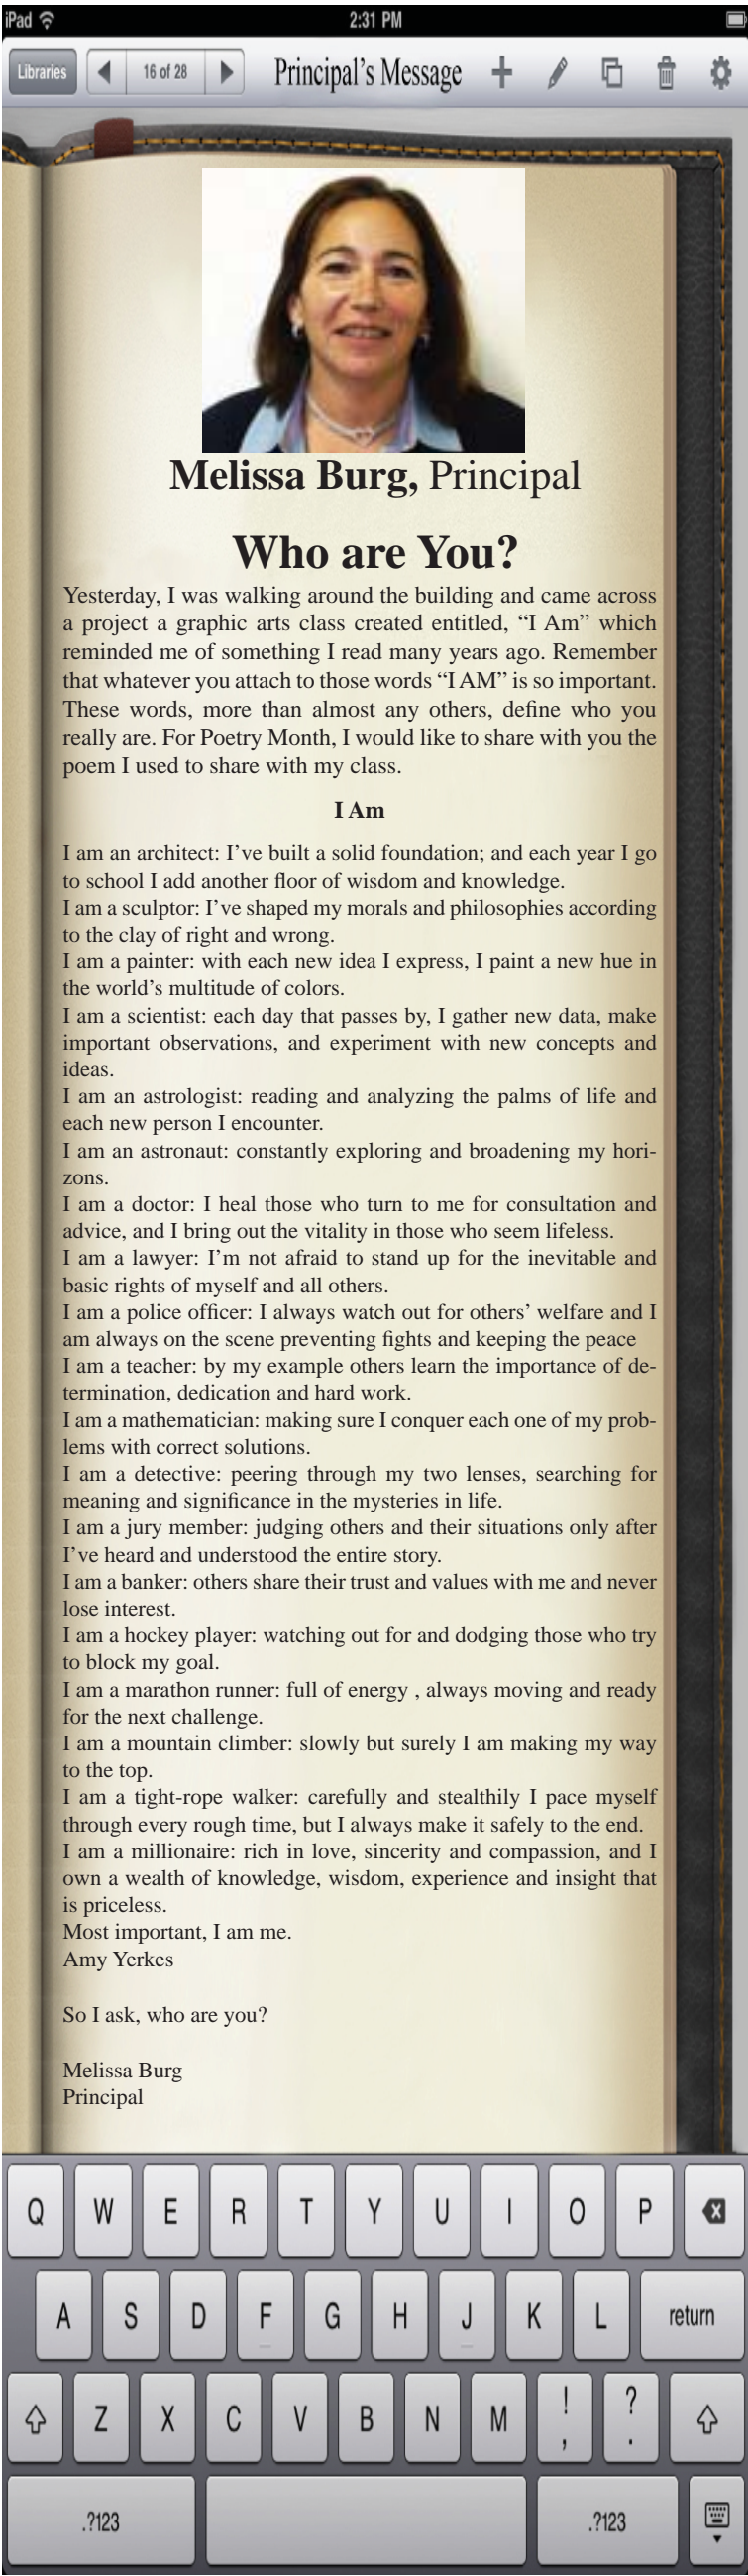 iPad 2:31 PM
Libraries 16 of 28 Principal’s Message
Melissa Burg, Principal
Who are You?
Yesterday, I was walking around the building and came across
a project a graphic arts class created entitled, “I Am” which
reminded me of something I read many years ago. Remember
that whatever you attach to those words “I AM” is so important.
These words, more than almost any others, define who you
really are. For Poetry Month, I would like to share with you the
poem I used to share with my class.
I Am
I am an architect: I’ve built a solid foundation; and each year I go
to school I add another floor of wisdom and knowledge.
I am a sculptor: I’ve shaped my morals and philosophies according
to the clay of right and wrong.
I am a painter: with each new idea I express, I paint a new hue in
the world’s multitude of colors.
I am a scientist: each day that passes by, I gather new data, make
important observations, and experiment with new concepts and
ideas.
I am an astrologist: reading and analyzing the palms of life and
each new person I encounter.
I am an astronaut: constantly exploring and broadening my hori-
zons.
I am a doctor: I heal those who turn to me for consultation and
advice, and I bring out the vitality in those who seem lifeless.
I am a lawyer: I’m not afraid to stand up for the inevitable and
basic rights of myself and all others.
I am a police officer: I always watch out for others’ welfare and I
am always on the scene preventing fights and keeping the peace
I am a teacher: by my example others learn the importance of de-
termination, dedication and hard work.
I am a mathematician: making sure I conquer each one of my prob-
lems with correct solutions.
I am a detective: peering through my two lenses, searching for
meaning and significance in the mysteries in life.
I am a jury member: judging others and their situations only after
I’ve heard and understood the entire story.
I am a banker: others share their trust and values with me and never
lose interest.
I am a hockey player: watching out for and dodging those who try
to block my goal.
I am a marathon runner: full of energy , always moving and ready
for the next challenge.
I am a mountain climber: slowly but surely I am making my way
to the top.
I am a tight-rope walker: carefully and stealthily I pace myself
through every rough time, but I always make it safely to the end.
I am a millionaire: rich in love, sincerity and compassion, and I
own a wealth of knowledge, wisdom, experience and insight that
is priceless.
Most important, I am me.
Amy Yerkes
So I ask, who are you?
Melissa Burg
Principal
Q W E R T Y U I O P
A S D F G H J K L return
Z X C V B N M ! , ? .
.?123 .?123